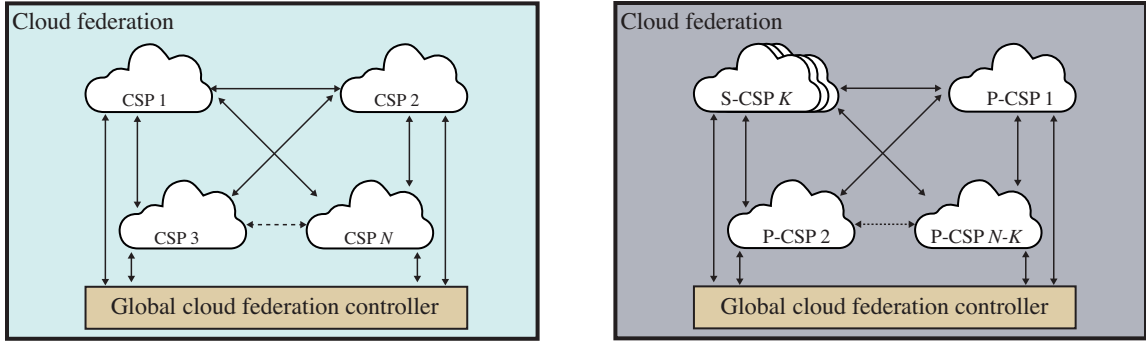 Cloud federation
CSP 1
CSP 2
CSP 3
CSP N
Global cloud federation controller
Cloud federation
S-CSP K
P-CSP 1
P-CSP 2
P-CSP N-K
Global cloud federation controller